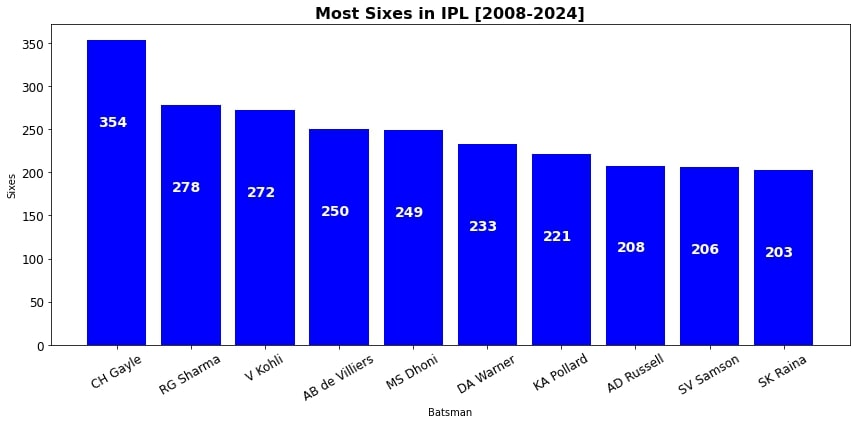 Most Sixes in IPL [2008-2024]
Sixes
350
300
250
200
150
100
50
0
354
278
272
250
249
233
221
208
206
203
CH Gayle
RG Sharma
V Kohli
AB de Villiers
MS Dhoni
DA Warner
KA Pollard
AD Russell
SV Samson
SK Raina
Batsman